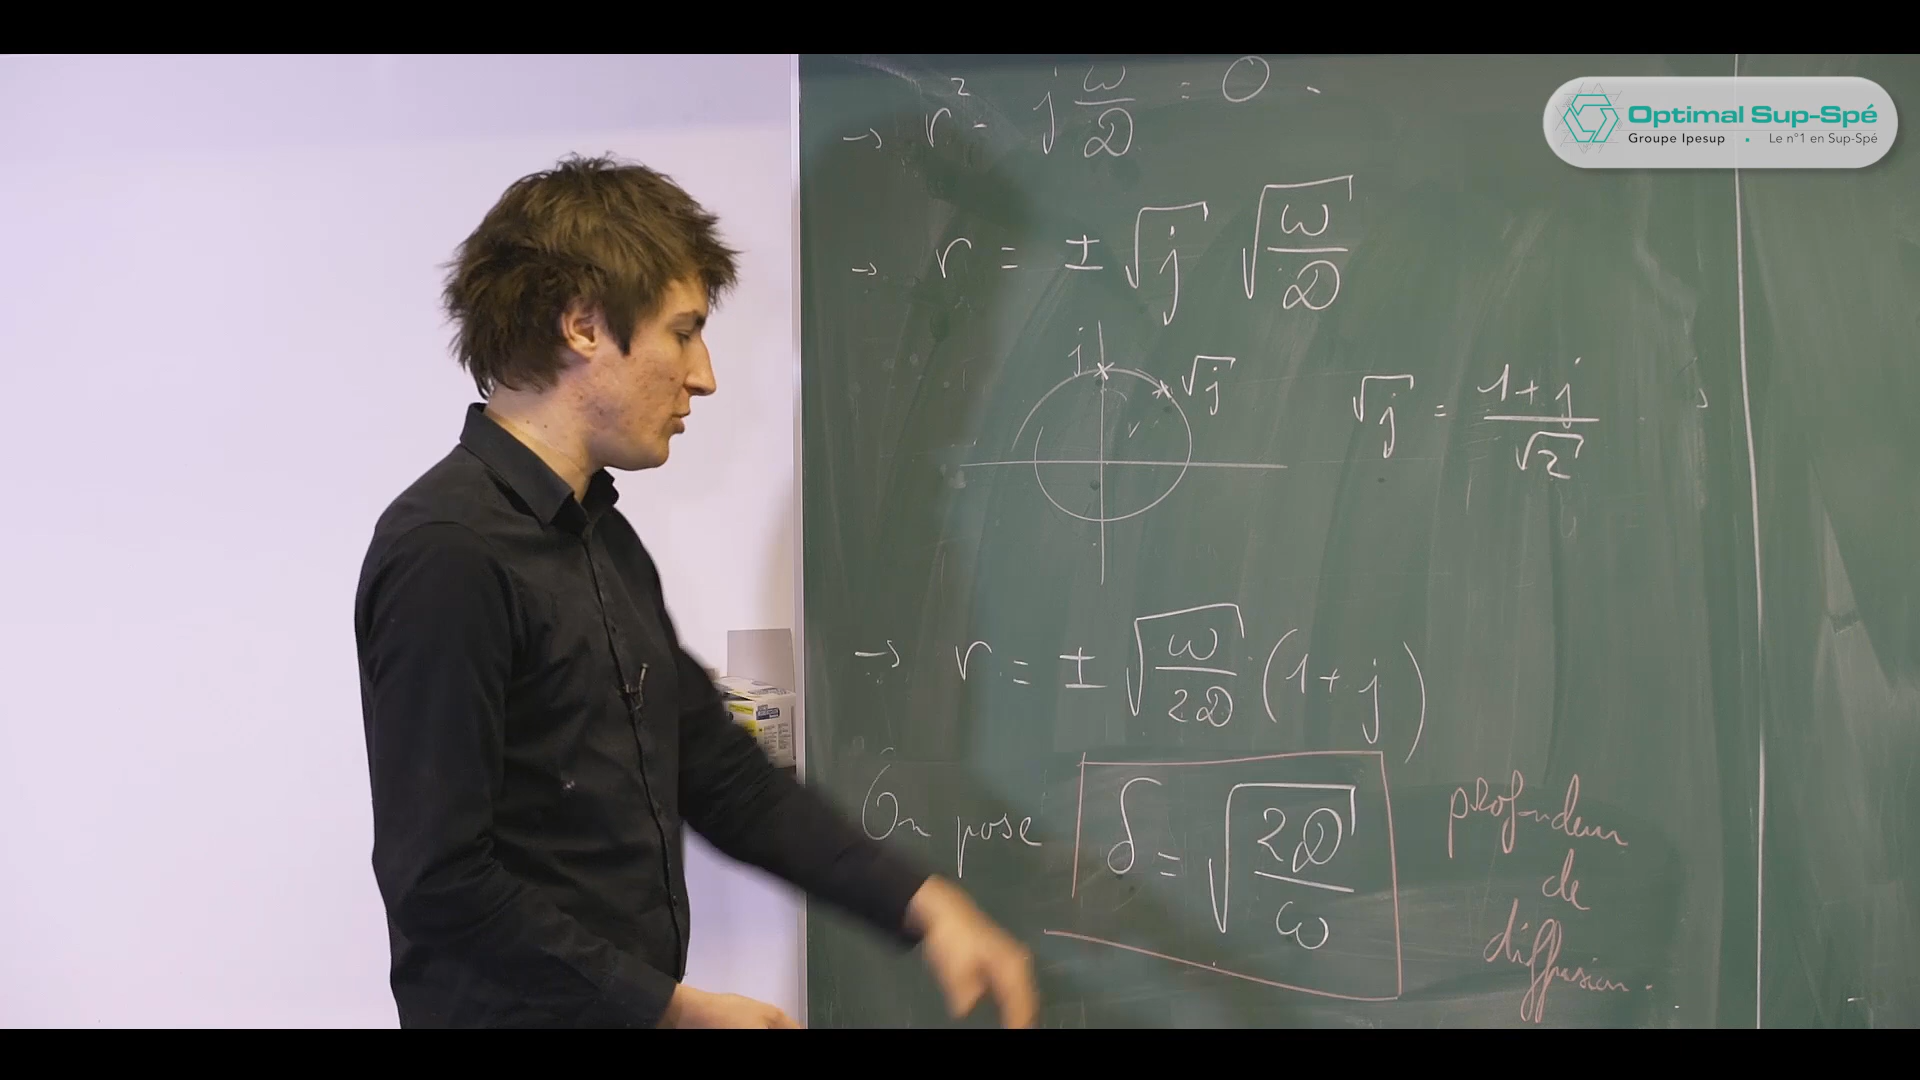 Optimal Sup-Spé
Groupe Ipesup . Le n°1 en Sup-Spé
→ r² - j ω/D = 0.
→ r = ± √j √(ω/D)
j √j
√j = (1+j)/√2
→ r = ± √(ω/2D) (1+j)
On pose δ = √(2D/ω)
profondeur
de
diffusion.